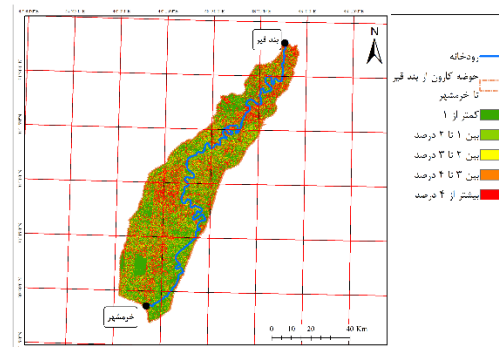 بند قیر
N
خرمشهر
0 10 20 40 Km
رودخانه
حوضه کارون از بند قیر
تا خرمشهر
کمتر از ۱
بین ۱ تا ۲ درصد
بین ۲ تا ۳ درصد
بین ۳ تا ۴ درصد
بیشتر از ۴ درصد